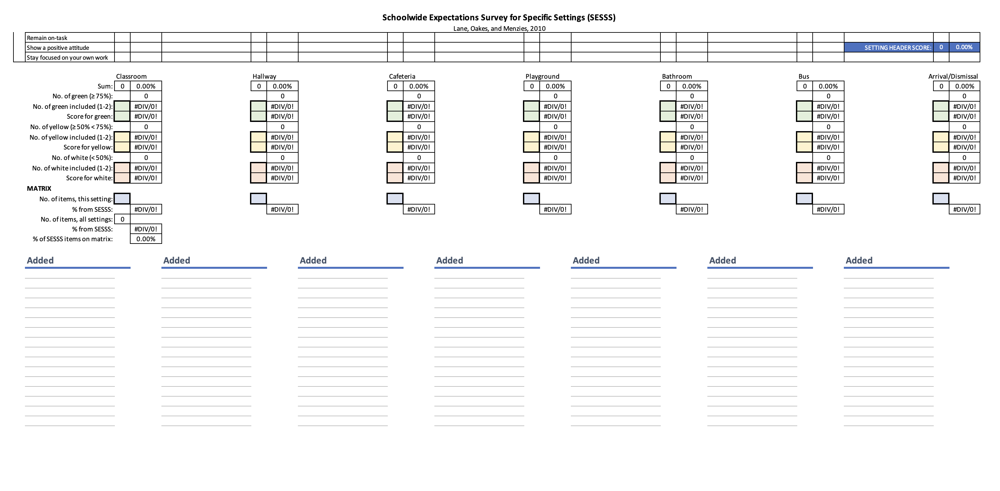 Schoolwide Expectations Survey for Specific Settings (SESSS)
Lane, Oakes, and Menzies, 2010
Remain on-task
Show a positive attitude SETTING HEADER SCORE: 0 0.00%
Stay focused on your own work
Classroom Hallway Cafeteria Playground Bathroom Bus Arrival/Dismissal
Sum: 0 0.00% 0 0.00% 0 0.00% 0 0.00% 0 0.00% 0 0.00% 0 0.00%
No. of green (≥ 75%): 0 0 0 0 0 0 0
No. of green included (1-2): #DIV/0! #DIV/0! #DIV/0! #DIV/0! #DIV/0! #DIV/0! #DIV/0!
Score for green: #DIV/0! #DIV/0! #DIV/0! #DIV/0! #DIV/0! #DIV/0! #DIV/0!
No. of yellow (≥ 50% < 75%): 0 0 0 0 0 0 0
No. of yellow included (1-2): #DIV/0! #DIV/0! #DIV/0! #DIV/0! #DIV/0! #DIV/0! #DIV/0!
Score for yellow: #DIV/0! #DIV/0! #DIV/0! #DIV/0! #DIV/0! #DIV/0! #DIV/0!
No. of white (< 50%): 0 0 0 0 0 0 0
No. of white included (1-2): #DIV/0! #DIV/0! #DIV/0! #DIV/0! #DIV/0! #DIV/0! #DIV/0!
Score for white: #DIV/0! #DIV/0! #DIV/0! #DIV/0! #DIV/0! #DIV/0! #DIV/0!
MATRIX
No. of items, this setting:
% from SESSS: #DIV/0! #DIV/0! #DIV/0! #DIV/0! #DIV/0! #DIV/0! #DIV/0!
No. of items, all settings: 0
% from SESSS: #DIV/0!
% of SESSS items on matrix: 0.00%
Added Added Added Added Added Added Added